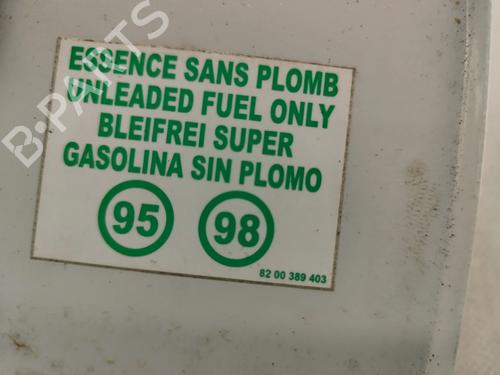 ESSENCE SANS PLOMB
UNLEADED FUEL ONLY
BLEIFREI SUPER
GASOLINA SIN PLOMO
95 98
82 00 389 403
B-PARTS